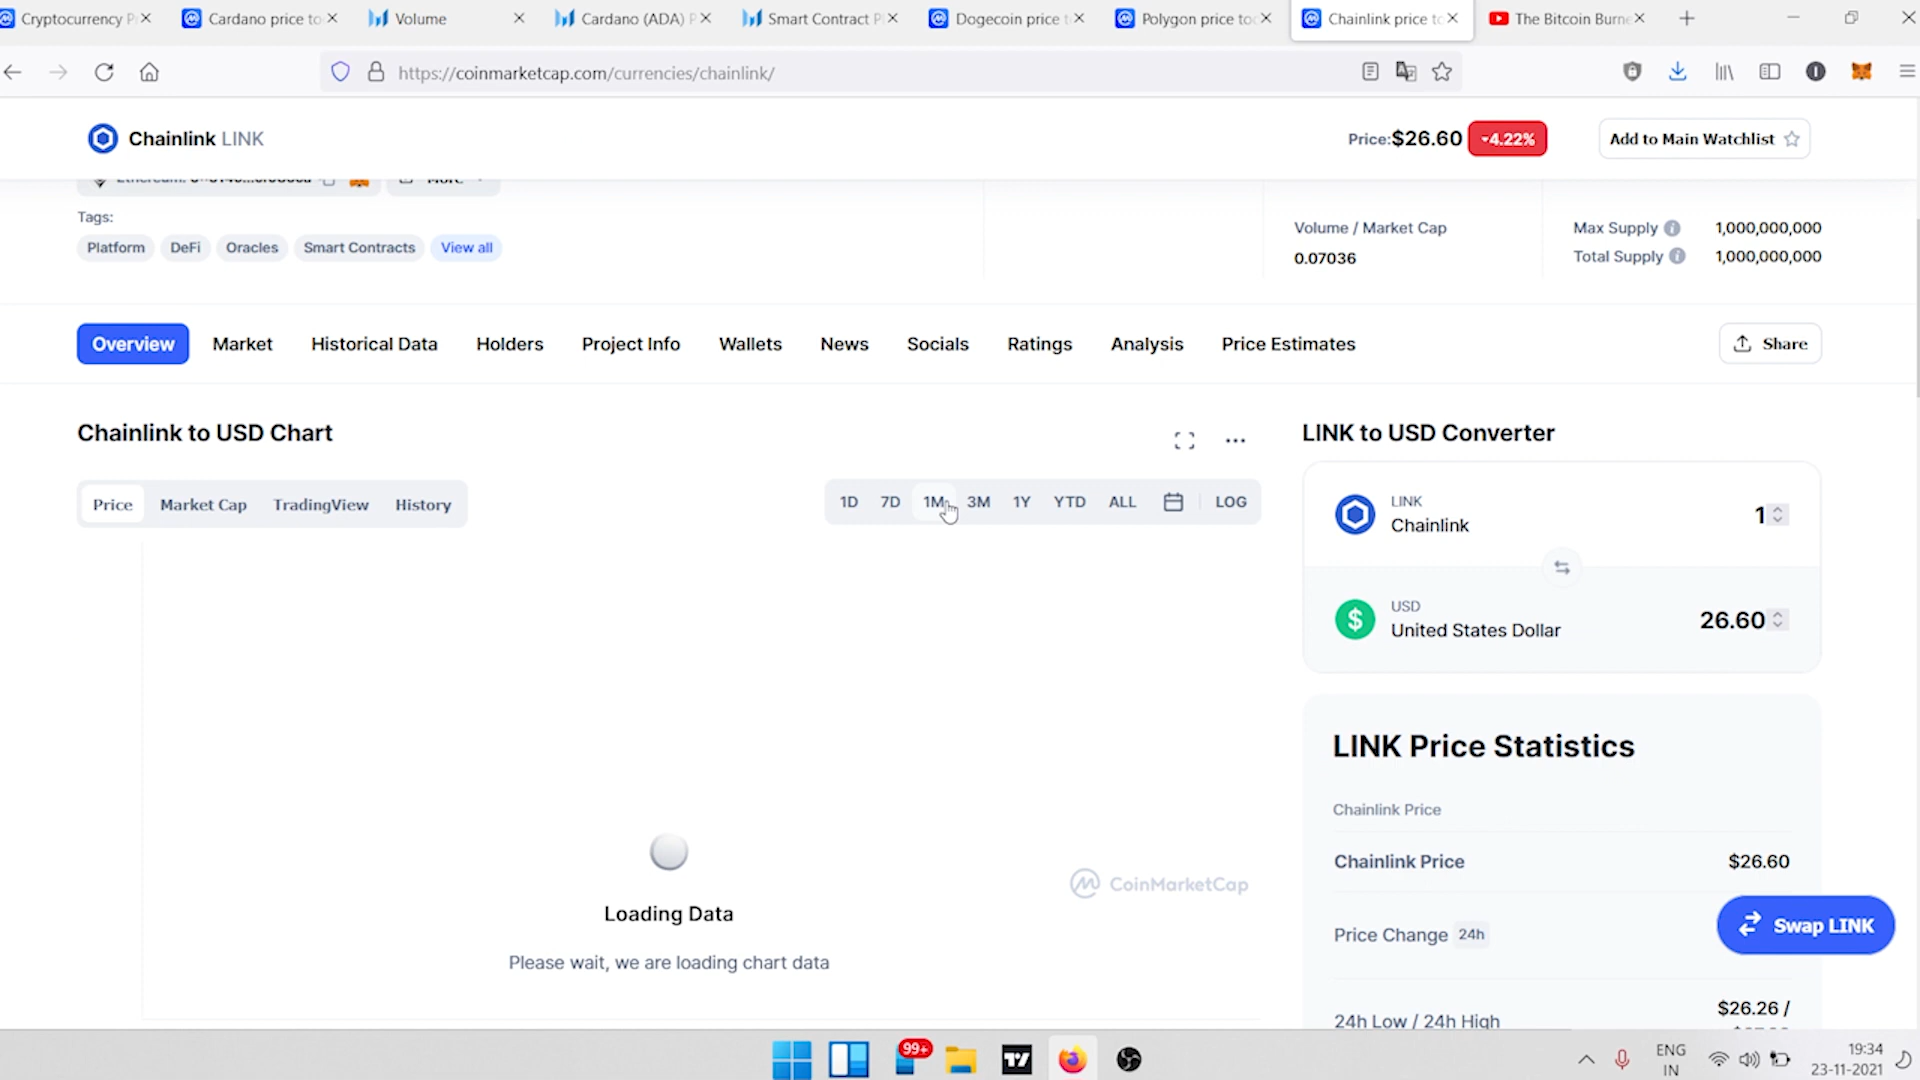 Cryptocurrency P
Cardano price to
Volume
Cardano (ADA) P
Smart Contract P
Dogecoin price t
Polygon price to
Chainlink price to
The Bitcoin Burn
https://coinmarketcap.com/currencies/chainlink/
Chainlink LINK
Price:$26.60
4.22%
Add to Main Watchlist
Tags:
Platform
DeFi
Oracles
Smart Contracts
View all
Volume / Market Cap
0.07036
Max Supply
1,000,000,000
Total Supply
1,000,000,000
Overview
Market
Historical Data
Holders
Project Info
Wallets
News
Socials
Ratings
Analysis
Price Estimates
Share
Chainlink to USD Chart
Price
Market Cap
TradingView
History
1D
7D
1M
3M
1Y
YTD
ALL
LOG
Loading Data
Please wait, we are loading chart data
CoinMarketCap
LINK to USD Converter
LINK
Chainlink
1
USD
United States Dollar
26.60
LINK Price Statistics
Chainlink Price
Chainlink Price
$26.60
Price Change 24h
Swap LINK
24h Low / 24h High
$26.26 /
99+
ENG
IN
19:34
23-11-2021